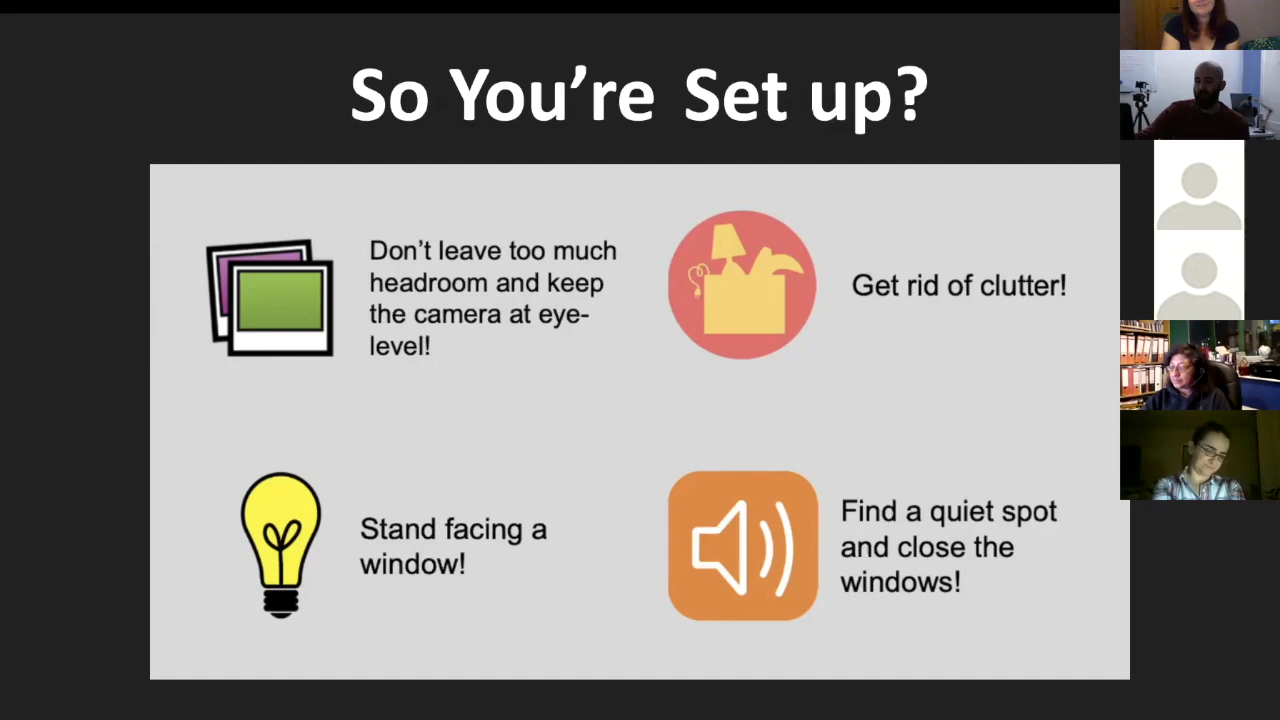 So You’re Set up?
Don’t leave too much
headroom and keep
the camera at eye-
level!
Get rid of clutter!
Stand facing a
window!
Find a quiet spot
and close the
windows!